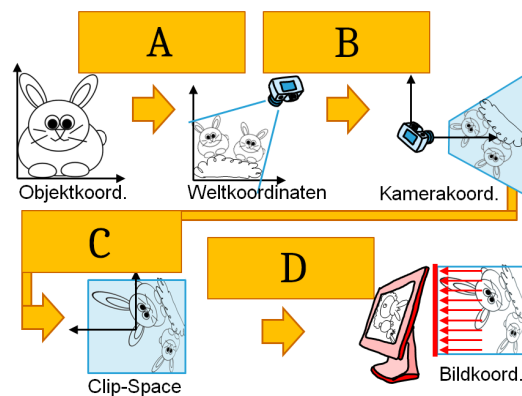 A
B
Objektkoord.
Weltkoordinaten
Kamerakoord.
C
D
Clip-Space
Bildkoord.